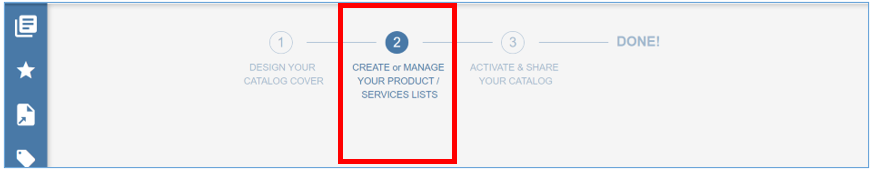 1
DESIGN YOUR
CATALOG COVER
2
CREATE or MANAGE
YOUR PRODUCT /
SERVICES LISTS
3
ACTIVATE & SHARE
YOUR CATALOG
DONE!